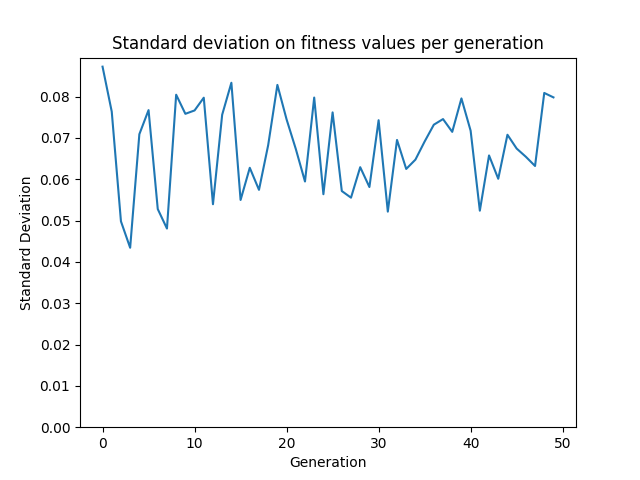 Standard deviation on fitness values per generation
0.08
0.07
0.06
0.05
0.04
0.03
0.02
0.01
0.00
Standard Deviation
0 10 20 30 40 50
Generation